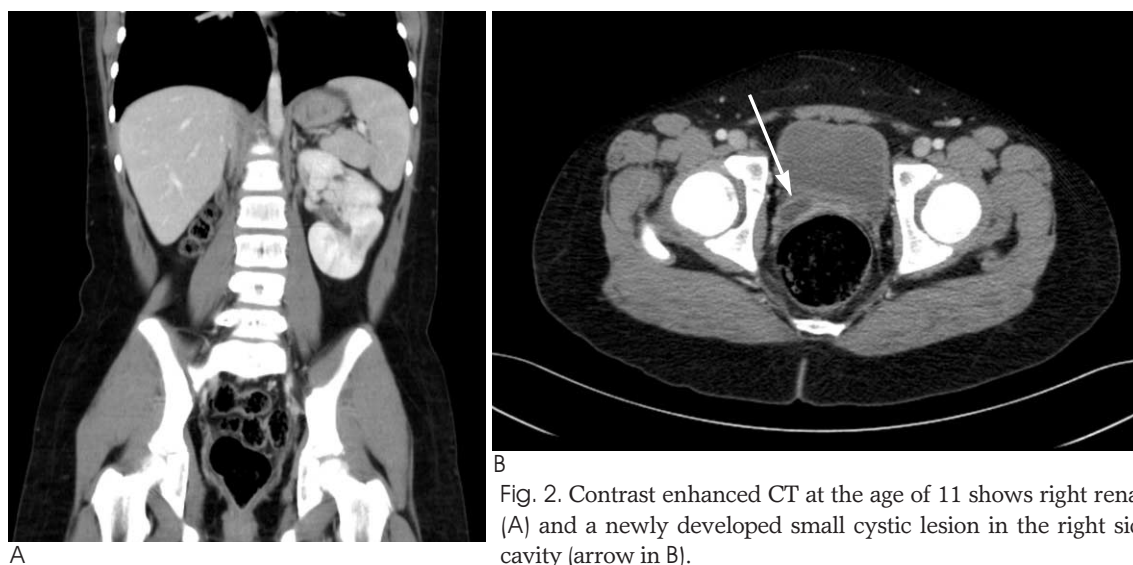 A
B
Fig. 2. Contrast enhanced CT at the age of 11 shows right rena
(A) and a newly developed small cystic lesion in the right si
cavity (arrow in B).